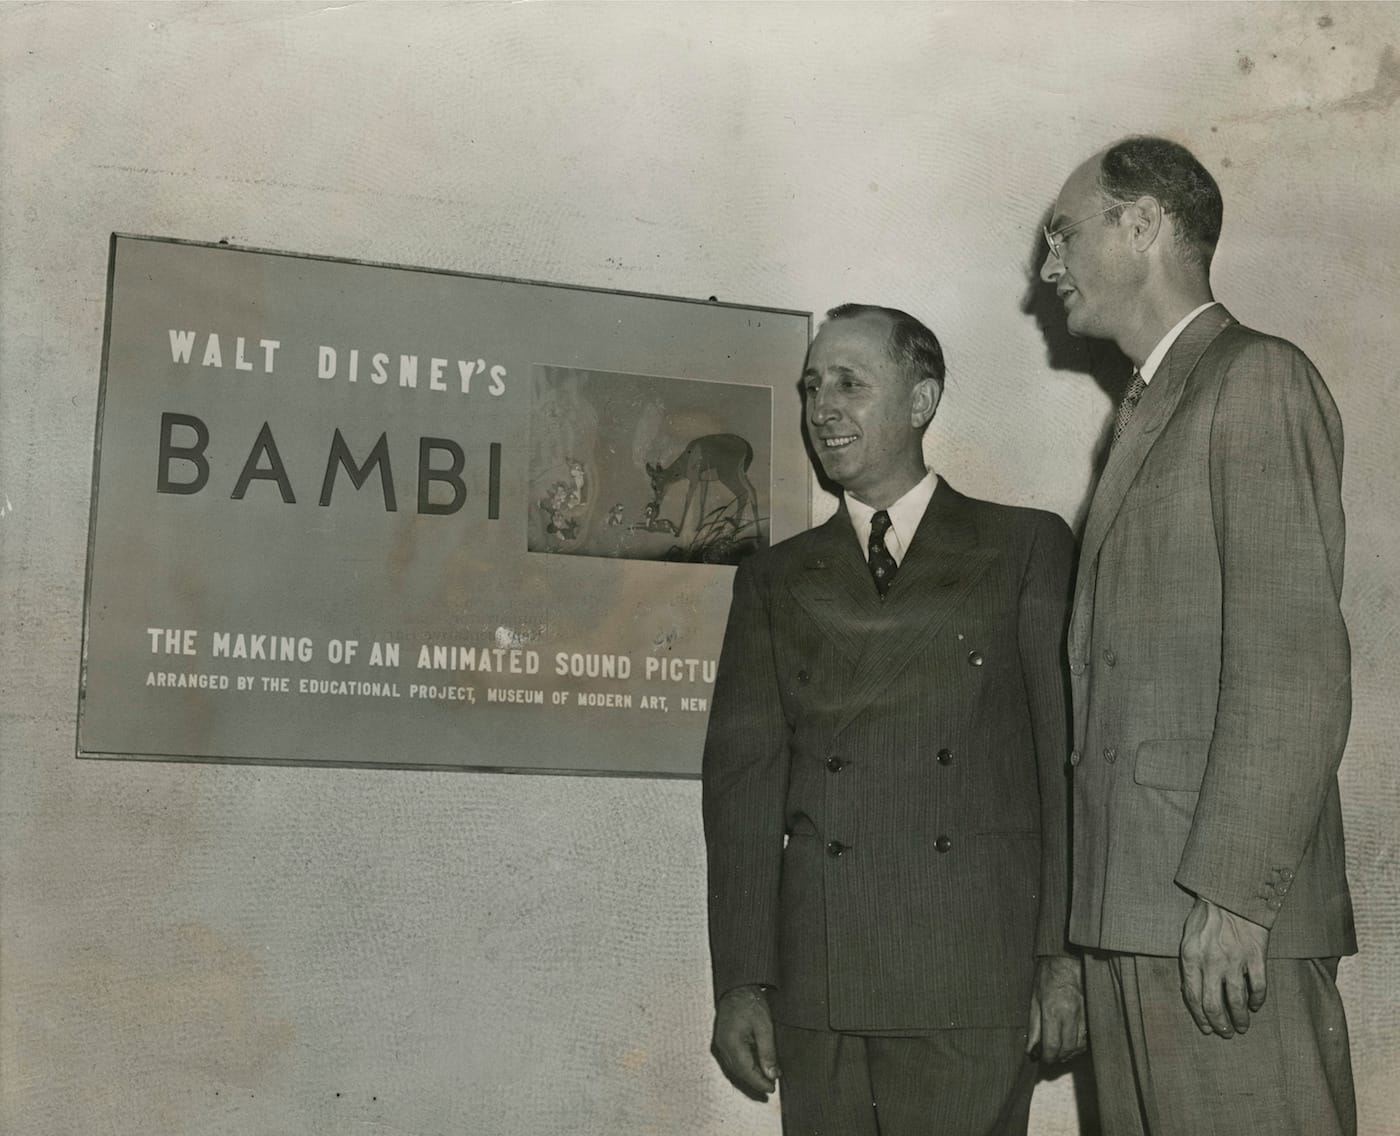 WALT DISNEY'S
BAMBI
THE MAKING OF AN ANIMATED SOUND PICTU
ARRANGED BY THE EDUCATIONAL PROJECT, MUSEUM OF MODERN ART, NEW